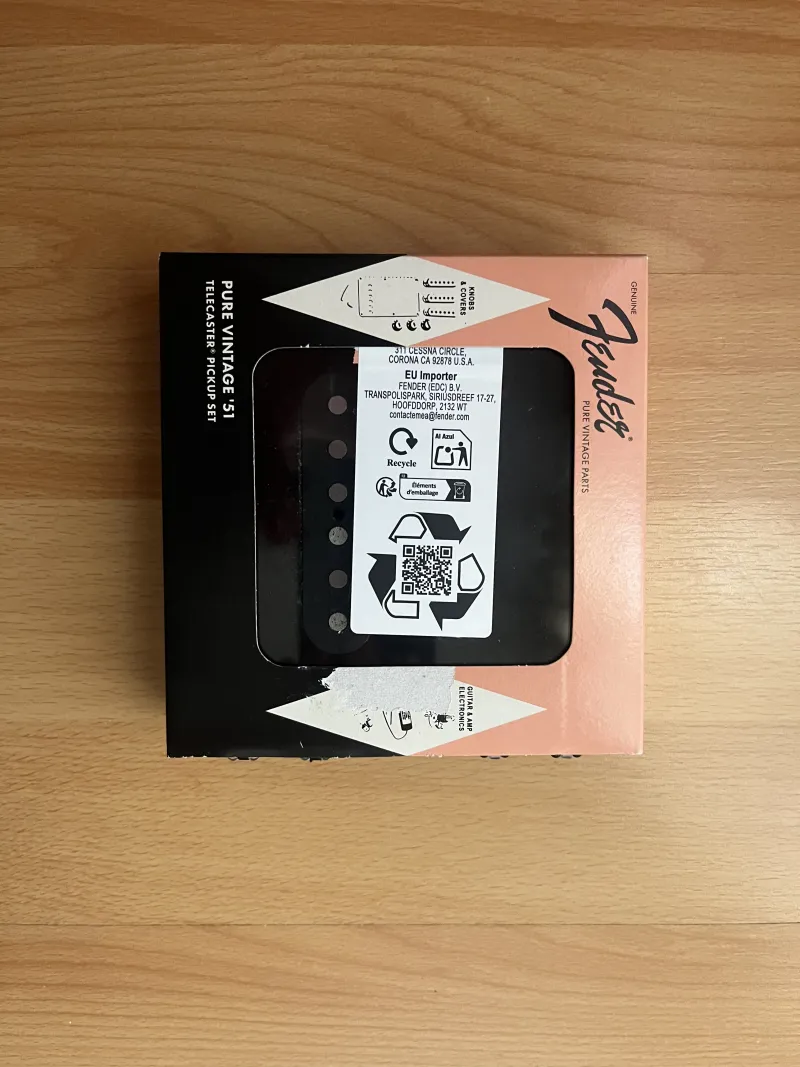 GENUINE
Fender®
PURE VINTAGE PARTS
KNOBS
& COVERS
311 CESSNA CIRCLE,
CORONA CA 92878 U.S.A.
EU Importer
FENDER (EDC) B.V.
TRANSPOLISPARK, SIRIUSDREEF 17-27,
HOOFDDORP, 2132 WT
contactemea@fender.com
Recycle
Al Azul
Éléments
d'emballage
GUITAR & AMP
ELECTRONICS
PURE VINTAGE '51
TELECASTER® PICKUP SET